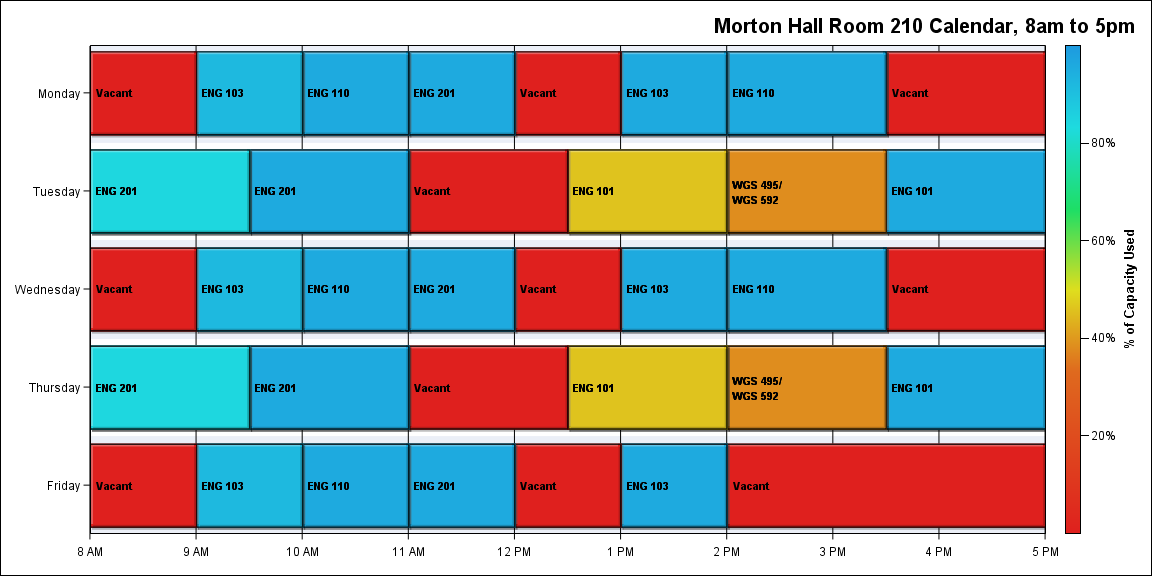 Morton Hall Room 210 Calendar, 8am to 5pm
Monday
Vacant
ENG 103
ENG 110
ENG 201
Vacant
ENG 103
ENG 110
Vacant
Tuesday
ENG 201
ENG 201
Vacant
ENG 101
WGS 495/
WGS 592
ENG 101
Wednesday
Vacant
ENG 103
ENG 110
ENG 201
Vacant
ENG 103
ENG 110
Vacant
Thursday
ENG 201
ENG 201
Vacant
ENG 101
WGS 495/
WGS 592
ENG 101
Friday
Vacant
ENG 103
ENG 110
ENG 201
Vacant
ENG 103
Vacant
8 AM
9 AM
10 AM
11 AM
12 PM
1 PM
2 PM
3 PM
4 PM
5 PM
80%
60%
40%
20%
% of Capacity Used